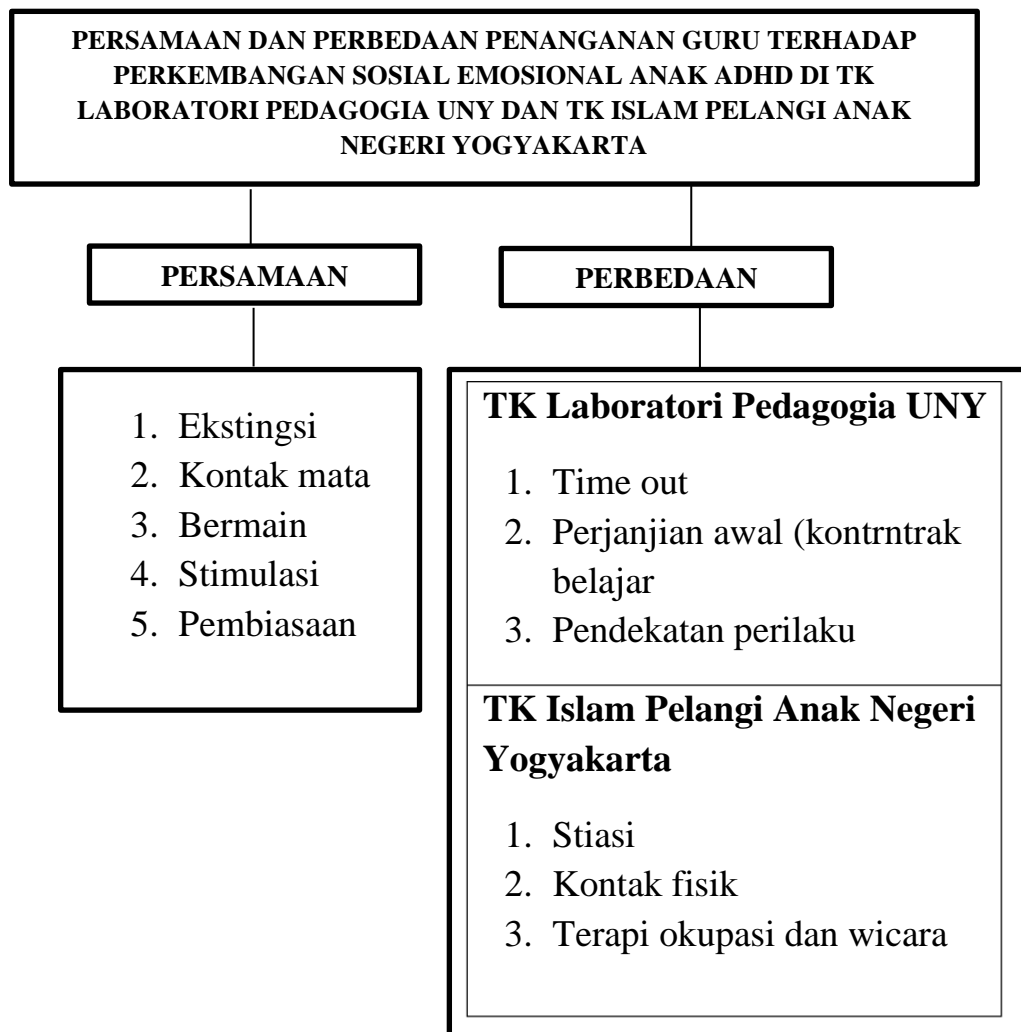 PERSAMAAN DAN PERBEDAAN PENANGANAN GURU TERHADAP
PERKEMBANGAN SOSIAL EMOSIONAL ANAK ADHD DI TK
LABORATORI PEDAGOGIA UNY DAN TK ISLAM PELANGI ANAK
NEGERI YOGYAKARTA
PERSAMAAN
PERBEDAAN
1. Ekstingsi
2. Kontak mata
3. Bermain
4. Stimulasi
5. Pembiasaan
TK Laboratori Pedagogia UNY
1. Time out
2. Perjanjian awal (kontrntrak
belajar
3. Pendekatan perilaku
TK Islam Pelangi Anak Negeri
Yogyakarta
1. Stiasi
2. Kontak fisik
3. Terapi okupasi dan wicara